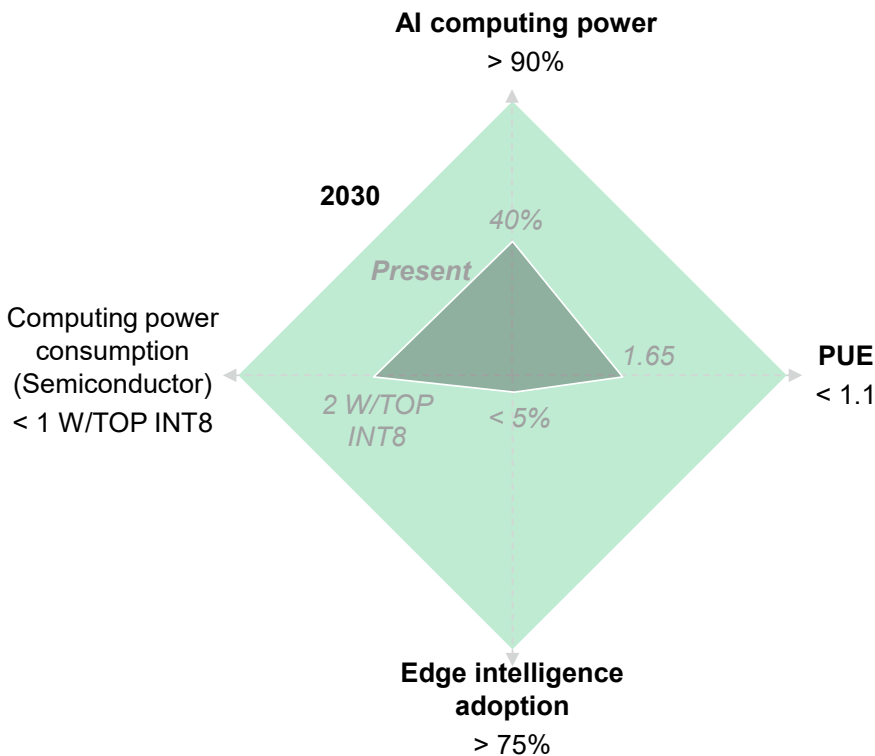 AI computing power
> 90%
2030
40%
Present
Computing power
consumption
(Semiconductor)
< 1 W/TOP INT8
1.65
PUE
< 1.1
2 W/TOP
INT8
< 5%
Edge intelligence
adoption
> 75%